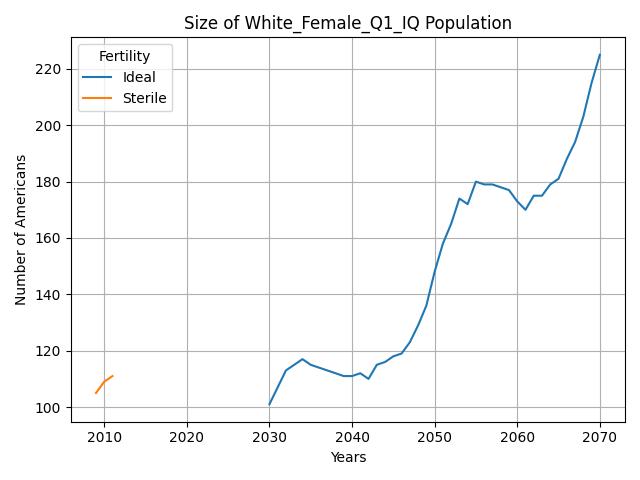 Size of White_Female_Q1_IQ Population
Fertility
Ideal
Sterile
Number of Americans
220
200
180
160
140
120
100
2010
2020
2030
2040
2050
2060
2070
Years